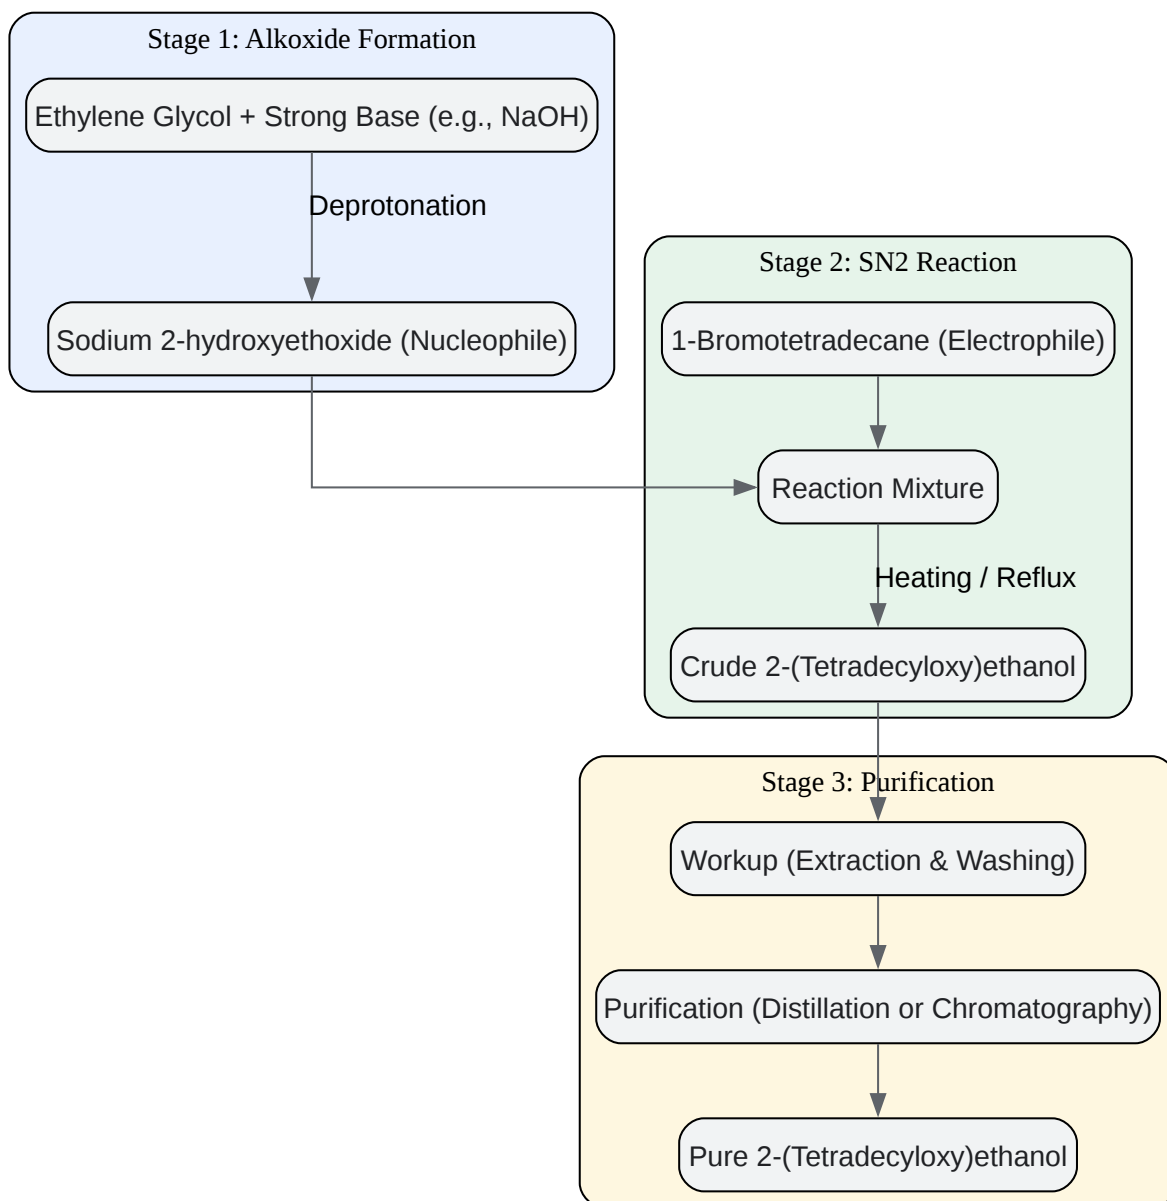 Stage 1: Alkoxide Formation
Ethylene Glycol + Strong Base (e.g., NaOH)
Deprotonation
Sodium 2-hydroxyethoxide (Nucleophile)
Stage 2: SN2 Reaction
1-Bromotetradecane (Electrophile)
Reaction Mixture
Heating / Reflux
Crude 2-(Tetradecyloxy)ethanol
Stage 3: Purification
Workup (Extraction & Washing)
Purification (Distillation or Chromatography)
Pure 2-(Tetradecyloxy)ethanol